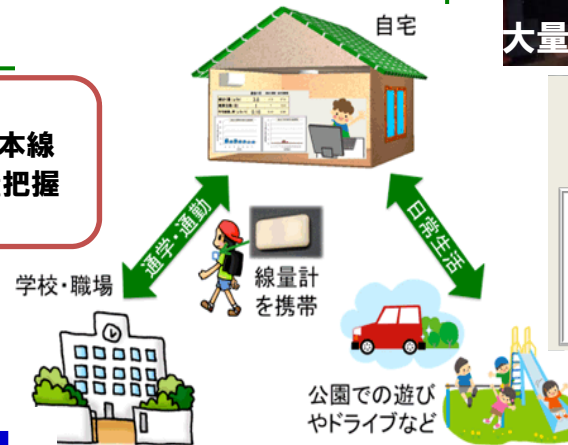 自宅
大量
本線
把握
通学・通勤
日常生活
学校・職場
線量計
を携帯
公園での遊び
やドライブなど